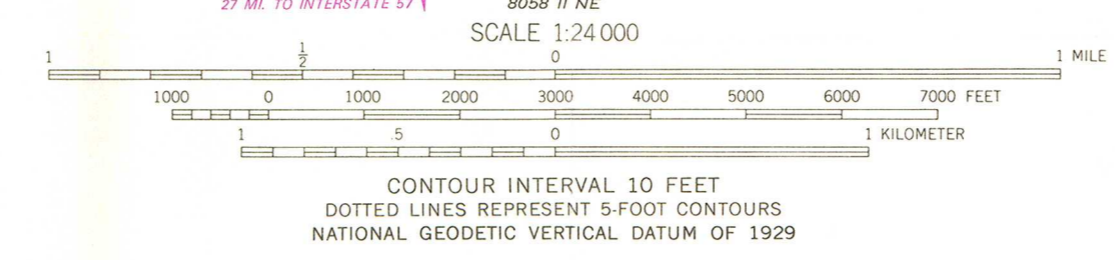 27 MI. TO INTERSTATE 57
8058 II NE
SCALE 1:24 000
1 ½ 0 1 MILE
1000 0 1000 2000 3000 4000 5000 6000 7000 FEET
1 .5 0 1 KILOMETER
CONTOUR INTERVAL 10 FEET
DOTTED LINES REPRESENT 5-FOOT CONTOURS
NATIONAL GEODETIC VERTICAL DATUM OF 1929